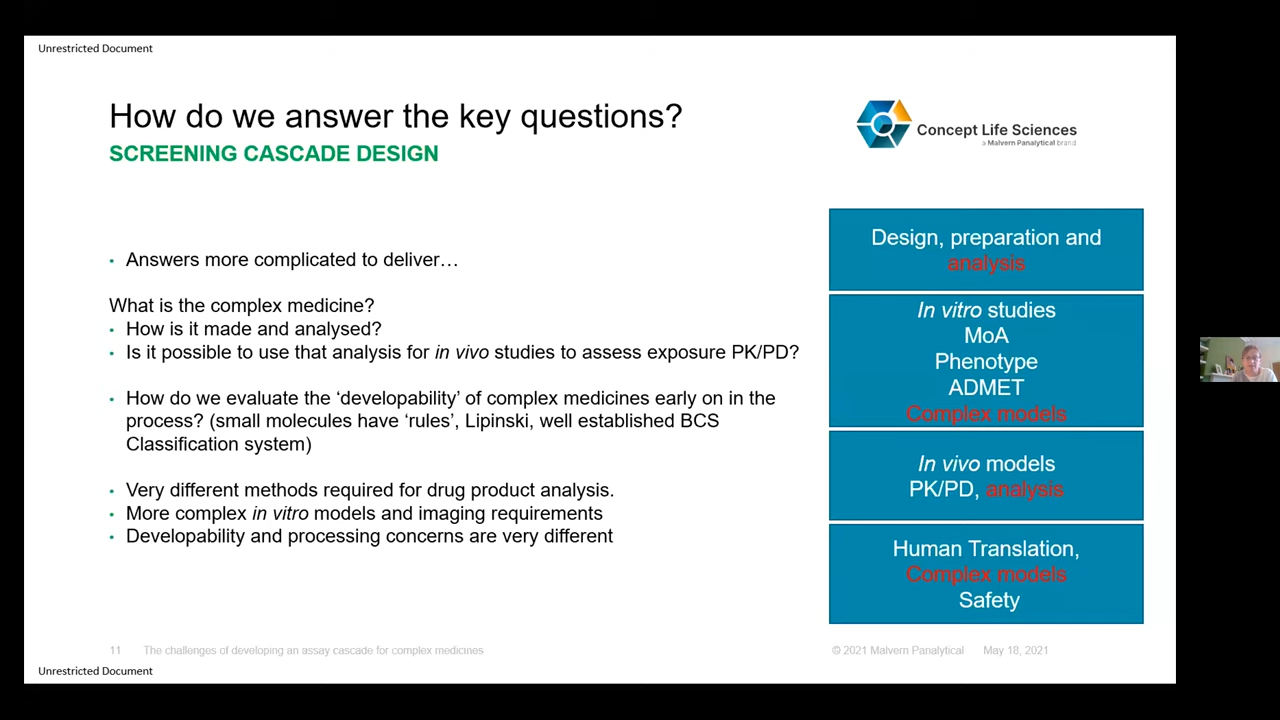 Unrestricted Document
How do we answer the key questions?
SCREENING CASCADE DESIGN
Concept Life Sciences
a Malvern Panalytical brand
• Answers more complicated to deliver…
What is the complex medicine?
• How is it made and analysed?
• Is it possible to use that analysis for in vivo studies to assess exposure PK/PD?
• How do we evaluate the ‘developability’ of complex medicines early on in the
process? (small molecules have ‘rules’, Lipinski, well established BCS
Classification system)
• Very different methods required for drug product analysis.
• More complex in vitro models and imaging requirements
• Developability and processing concerns are very different
Design, preparation and
analysis
In vitro studies
MoA
Phenotype
ADMET
Complex models
In vivo models
PK/PD, analysis
Human Translation,
Complex models
Safety
11 The challenges of developing an assay cascade for complex medicines
© 2021 Malvern Panalytical May 18, 2021
Unrestricted Document